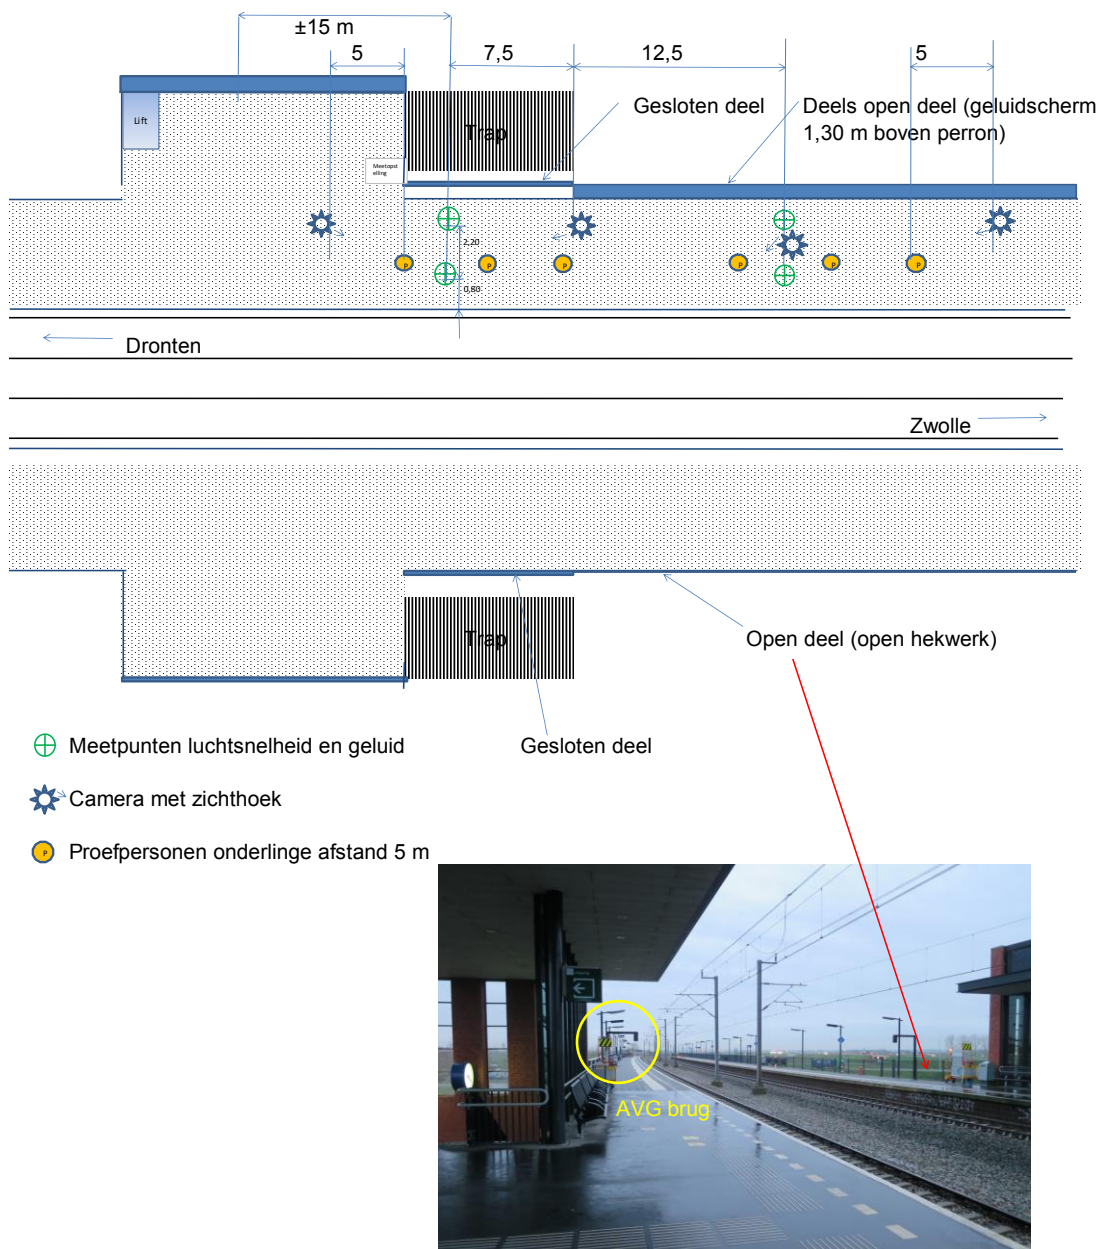 ±15 m
5
7,5
12,5
5
Gesloten deel
Deels open deel (geluidscherm
1,30 m boven perron)
Lift
Trap
Meetopst
elling
2,20
P
P
P
P
P
P
0,80
Dronten
Zwolle
Trap
Open deel (open hekwerk)
Meetpunten luchtsnelheid en geluid
Gesloten deel
Camera met zichthoek
P
Proefpersonen onderlinge afstand 5 m
AVG brug